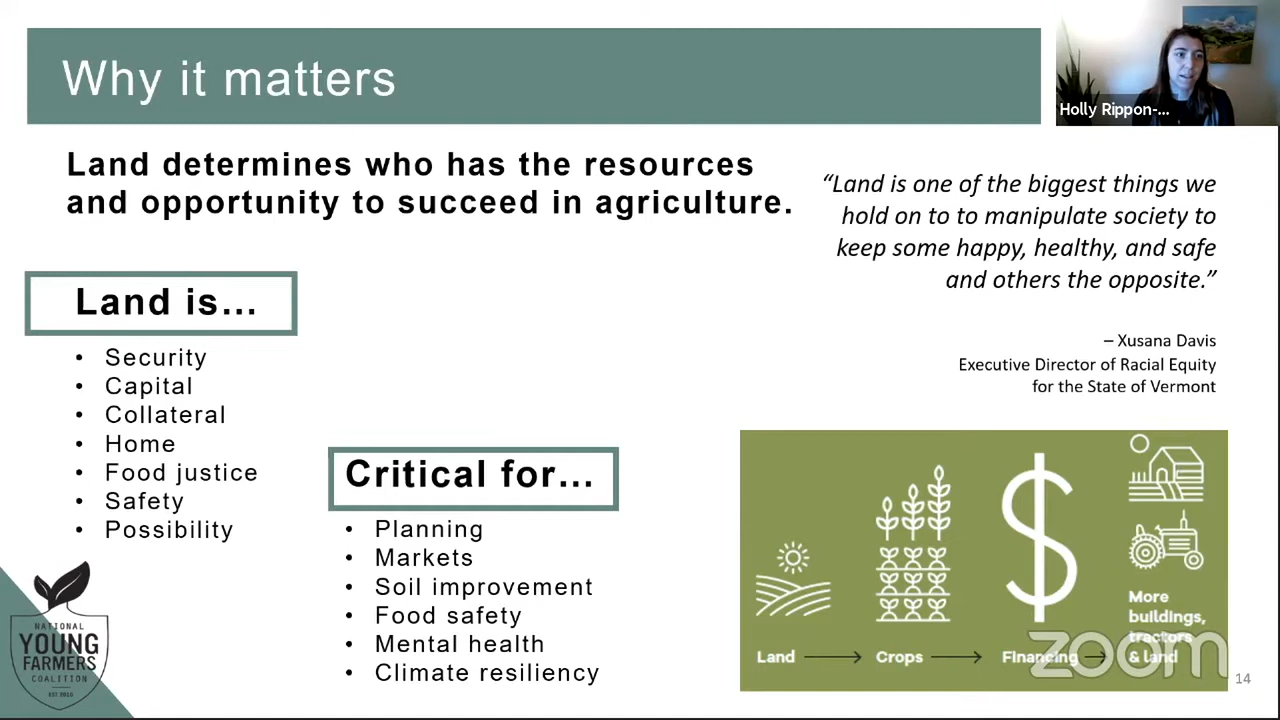 Why it matters
Holly Rippon-...
Land determines who has the resources
and opportunity to succeed in agriculture.
“Land is one of the biggest things we
hold on to to manipulate society to
keep some happy, healthy, and safe
and others the opposite.”
– Xusana Davis
Executive Director of Racial Equity
for the State of Vermont
Land is...
• Security
• Capital
• Collateral
• Home
• Food justice
• Safety
• Possibility
Critical for...
• Planning
• Markets
• Soil improvement
• Food safety
• Mental health
• Climate resiliency
NATIONAL
YOUNG
FARMERS
COALITION
EST 2010
$
Land
Crops
Financing
More
buildings,
tractors
& land
zoom
14